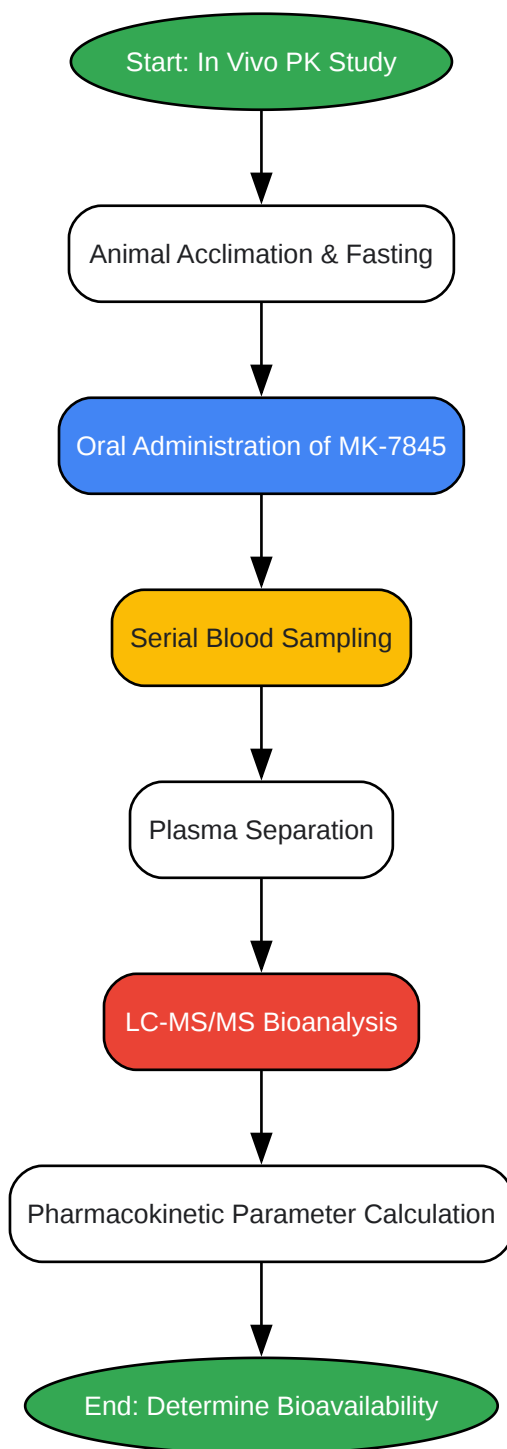 Start: In Vivo PK Study
Animal Acclimation & Fasting
Oral Administration of MK-7845
Serial Blood Sampling
Plasma Separation
LC-MS/MS Bioanalysis
Pharmacokinetic Parameter Calculation
End: Determine Bioavailability